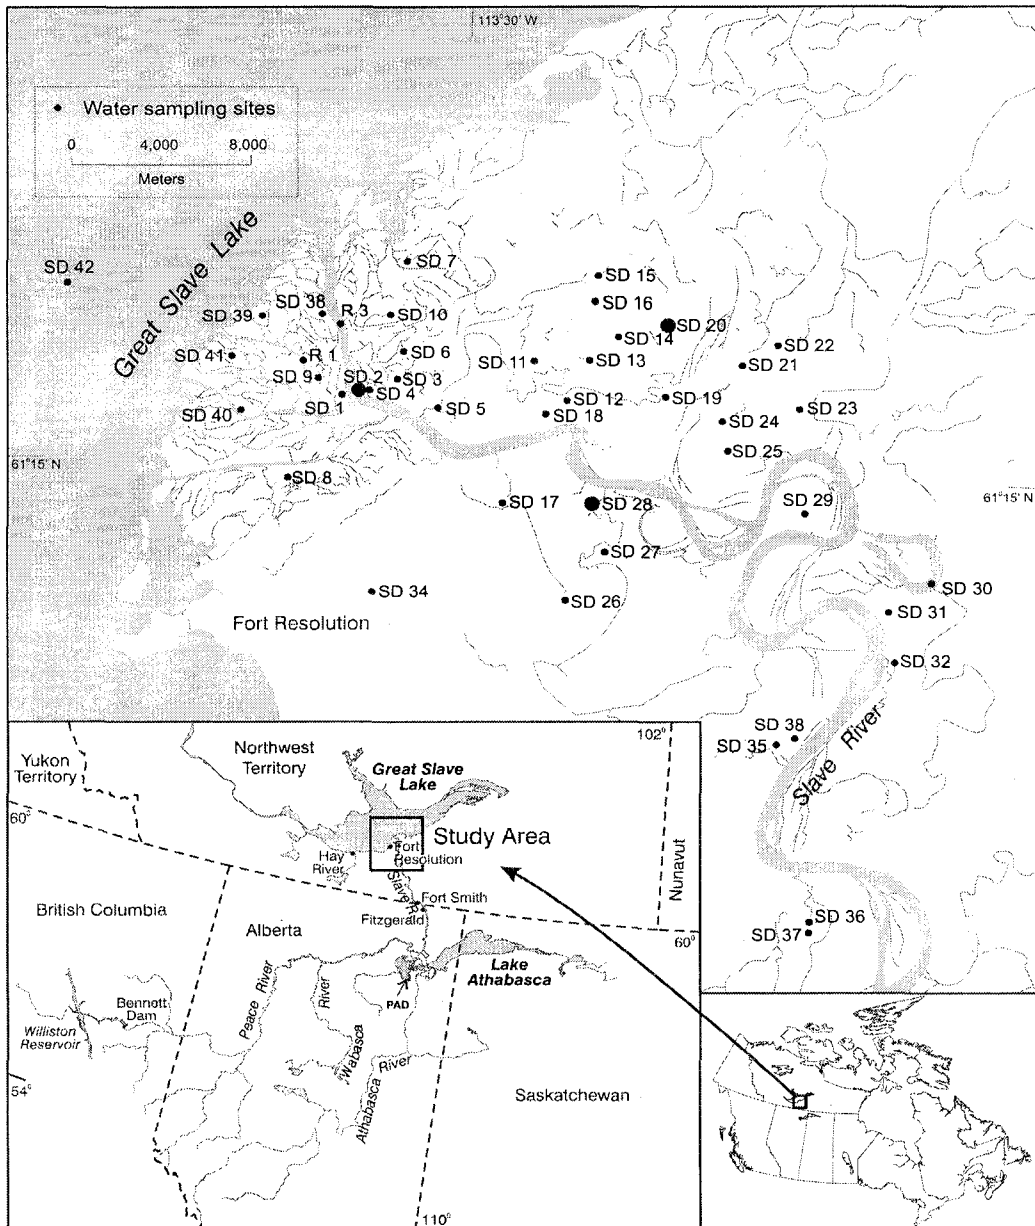 113°30' W
Water sampling sites
0 4,000 8,000
Meters
Great Slave Lake
SD 42
SD 7
SD 15
SD 16
SD 38
R 3
SD 10
SD 39
SD 20
SD 14
SD 22
SD 41
R 1
SD 6
SD 11
SD 13
SD 21
SD 9
SD 2
SD 3
SD 4
SD 1
SD 12
SD 19
SD 40
SD 5
SD 18
SD 23
SD 24
61°15' N
SD 25
SD 8
SD 17
SD 28
SD 29
61°15' N
SD 27
SD 34
SD 26
SD 30
SD 31
Fort Resolution
SD 32
SD 38
SD 35
Slave River
SD 36
SD 37
102°
Yukon
Territory
Northwest
Territory
Great Slave
Lake
60°
Study Area
Hay
River
Fort
Resolution
Slave R.
Nunavut
Fort Smith
Fitzgerald
British Columbia
Alberta
60°
Lake
Athabasca
PAD
Peace River
River
Wabasca
Bennott
Dam
Williston
Reservoir
54°
Athabasca
River
Saskatchewan
110°